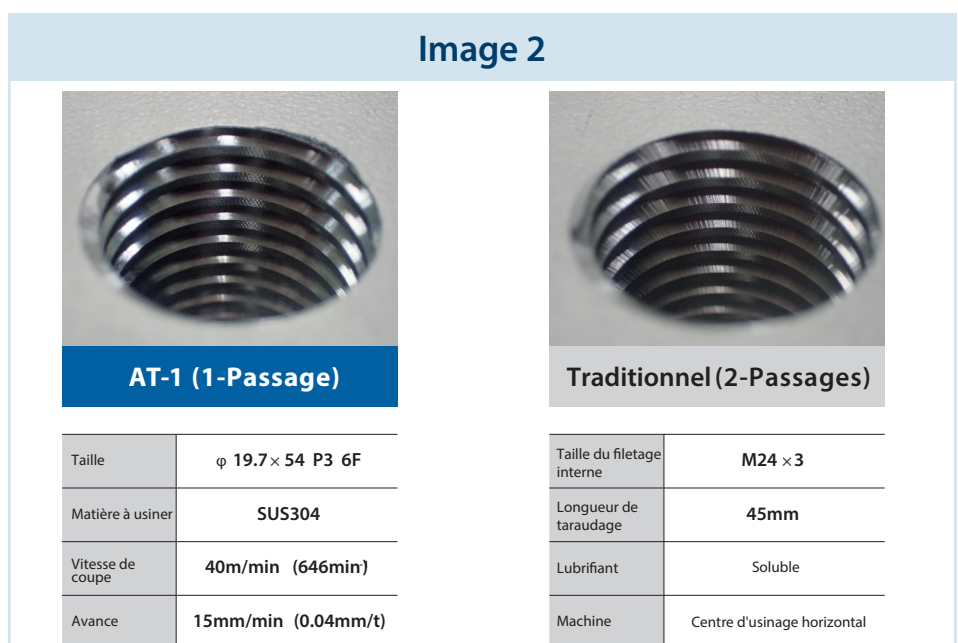 Image 2
AT-1 (1-Passage)
Traditionnel (2-Passages)
Taille
φ 19.7 × 54 P3 6F
Matière à usiner
SUS304
Vitesse de
coupe
40m/min (646min-)
Avance
15mm/min (0.04mm/t)
Taille du filetage
interne
M24 × 3
Longueur de
taraudage
45mm
Lubrifiant
Soluble
Machine
Centre d'usinage horizontal